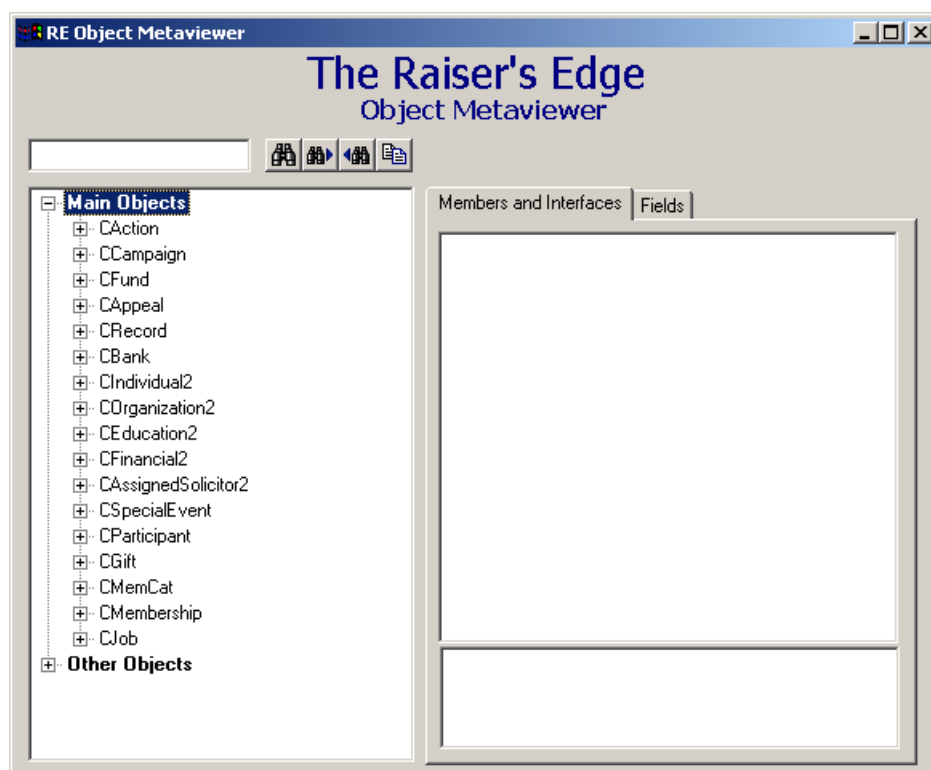 RE Object Metaviewer
The Raiser's Edge
Object Metaviewer
Members and Interfaces
Fields
Main Objects
CAction
CCampaign
CFund
CAppeal
CRecord
CBank
CIndividual2
COrganization2
CEducation2
CFinancial2
CAssignedSolicitor2
CSpecialEvent
CParticipant
CGift
CMemCat
CMembership
CJob
Other Objects